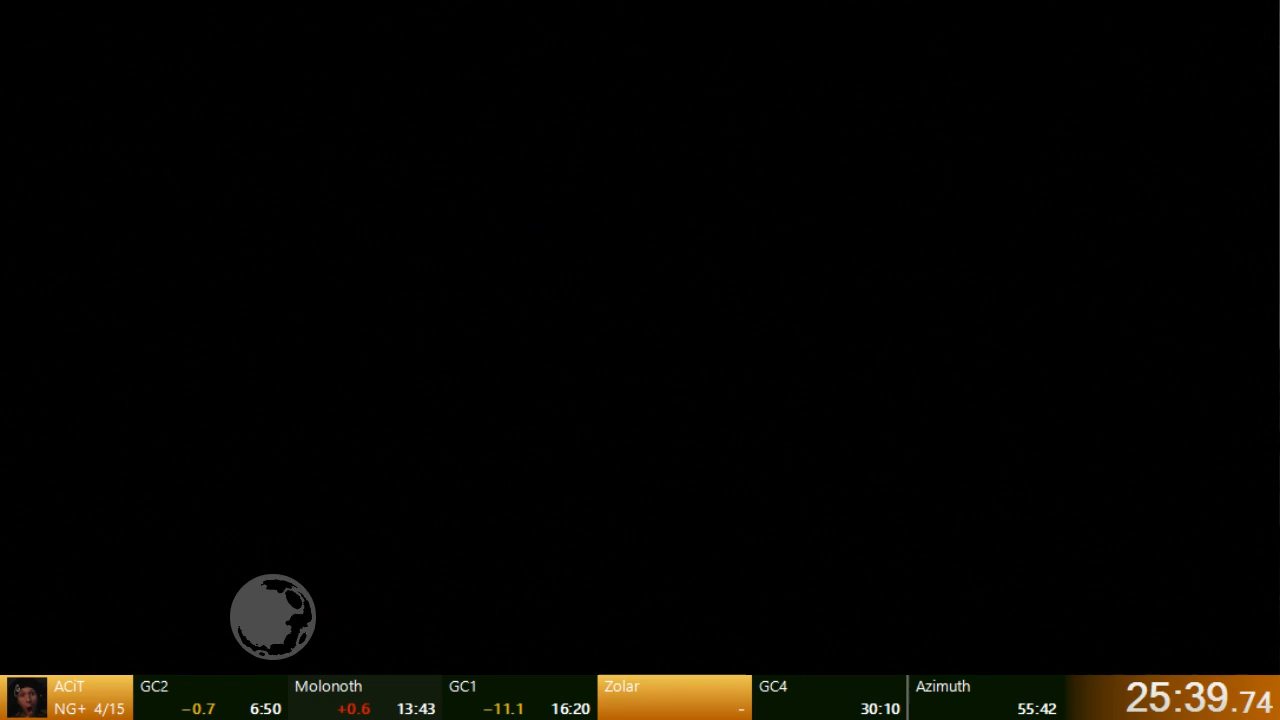 ACiT
NG+ 4/15
GC2
−0.7 6:50
Molonoth
+0.6 13:43
GC1
−11.1 16:20
Zolar
-
GC4
30:10
Azimuth
55:42
25:39.74